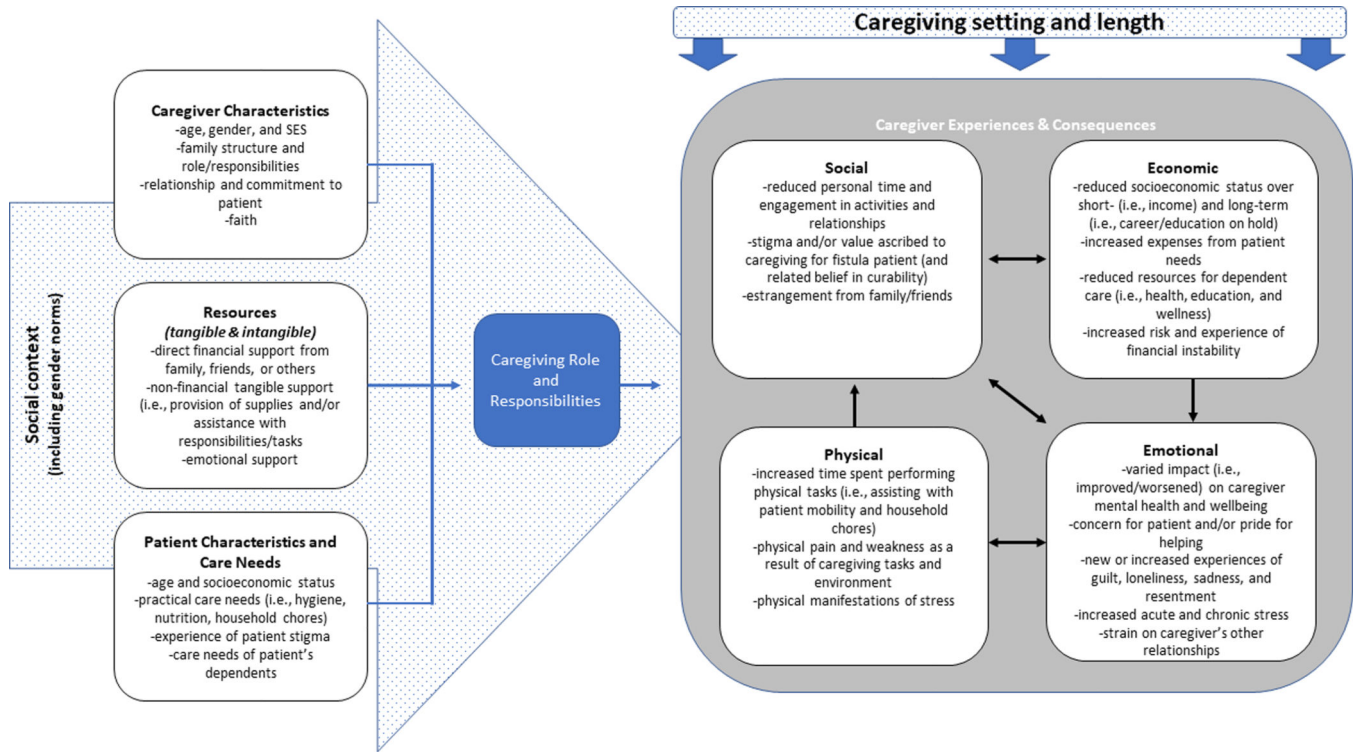 Caregiving setting and length
Social context
(including gender norms)
Caregiver Characteristics
-age, gender, and SES
-family structure and
role/responsibilities
-relationship and commitment to
patient
-faith
Resources
(tangible & intangible)
-direct financial support from
family, friends, or others
-non-financial tangible support
(i.e., provision of supplies and/or
assistance with
responsibilities/tasks
-emotional support
Patient Characteristics and
Care Needs
-age and socioeconomic status
-practical care needs (i.e., hygiene,
nutrition, household chores)
-experience of patient stigma
-care needs of patient's
dependents
Caregiving Role
and
Responsibilities
Caregiver Experiences & Consequences
Social
-reduced personal time and
engagement in activities and
relationships
-stigma and/or value ascribed to
caregiving for fistula patient (and
related belief in curability)
-estrangement from family/friends
Economic
-reduced socioeconomic status over
short- (i.e., income) and long-term
(i.e., career/education on hold)
-increased expenses from patient
needs
-reduced resources for dependent
care (i.e., health, education, and
wellness)
-increased risk and experience of
financial instability
Physical
-increased time spent performing
physical tasks (i.e., assisting with
patient mobility and household
chores)
-physical pain and weakness as a
result of caregiving tasks and
environment
-physical manifestations of stress
Emotional
-varied impact (i.e.,
improved/worsened) on caregiver
mental health and wellbeing
-concern for patient and/or pride for
helping
-new or increased experiences of
guilt, loneliness, sadness, and
resentment
-increased acute and chronic stress
-strain on caregiver's other
relationships